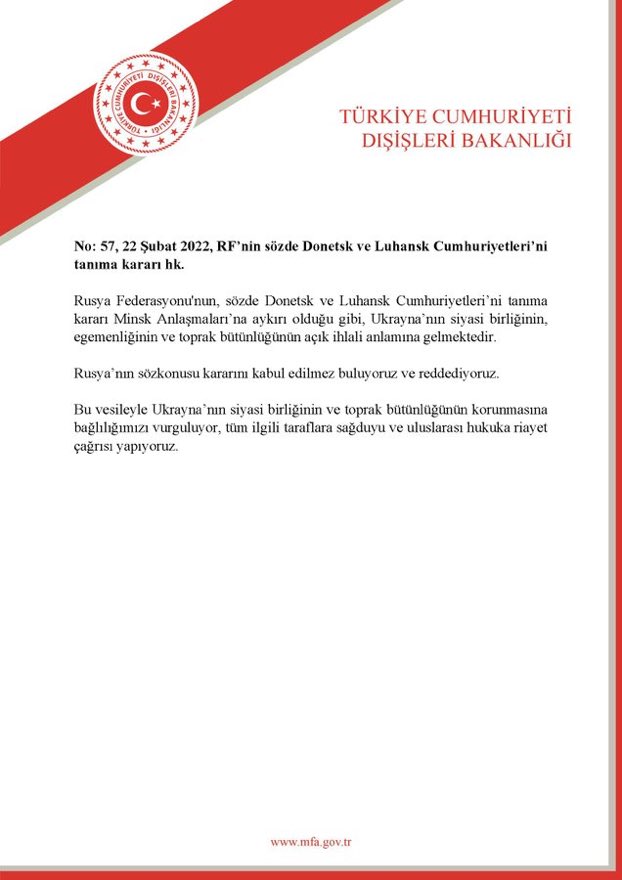 TÜRKİYE CUMHURİYETİ DIŞİŞLERİ BAKANLIĞI
TÜRKİYE CUMHURİYETİ
DIŞİŞLERİ BAKANLIĞI
No: 57, 22 Şubat 2022, RF’nin sözde Donetsk ve Luhansk Cumhuriyetleri’ni
tanıma kararı hk.
Rusya Federasyonu'nun, sözde Donetsk ve Luhansk Cumhuriyetleri’ni tanıma
kararı Minsk Anlaşmaları’na aykırı olduğu gibi, Ukrayna’nın siyasi birliğinin,
egemenliğinin ve toprak bütünlüğünün açık ihlali anlamına gelmektedir.
Rusya’nın sözkonusu kararını kabul edilmez buluyoruz ve reddediyoruz.
Bu vesileyle Ukrayna’nın siyasi birliğinin ve toprak bütünlüğünün korunmasına
bağlılığımızı vurguluyor, tüm ilgili taraflara sağduyu ve uluslarası hukuka riayet
çağrısı yapıyoruz.
www.mfa.gov.tr